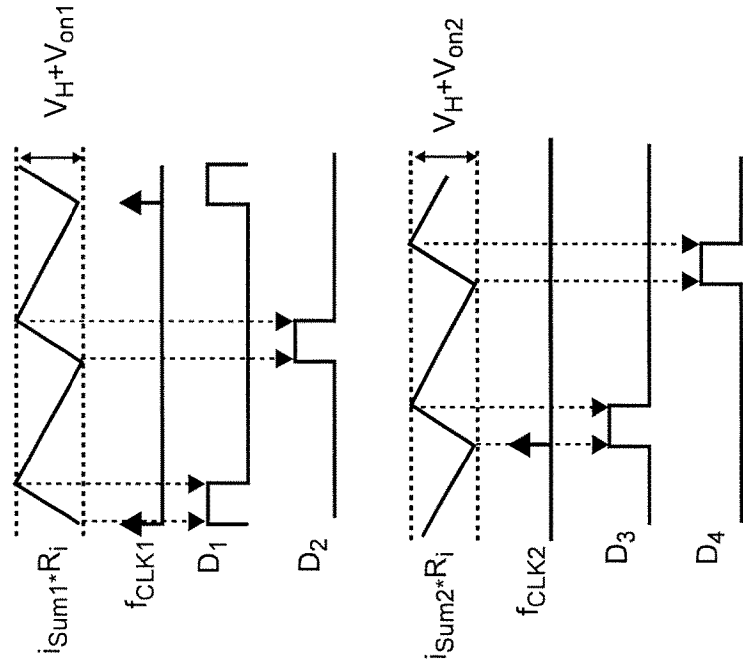 i_Sum1*R_i
V_H+V_on1
f_CLK1
D_1
D_2
i_Sum2*R_i
V_H+V_on2
f_CLK2
D_3
D_4